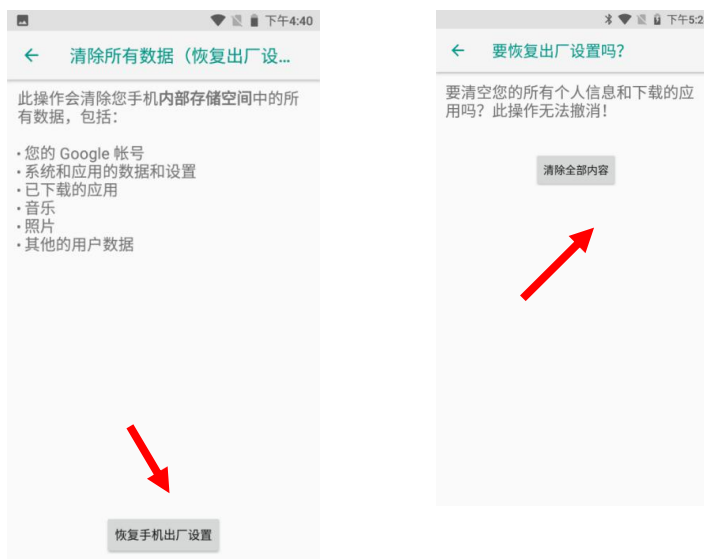 下午4:40
清除所有数据（恢复出厂设...
此操作会清除您手机内部存储空间中的所
有数据，包括：
• 您的 Google 帐号
• 系统和应用的数据和设置
• 已下载的应用
• 音乐
• 照片
• 其他的用户数据
恢复手机出厂设置
下午5:2
要恢复出厂设置吗？
要清空您的所有个人信息和下载的应
用吗？此操作无法撤消！
清除全部内容